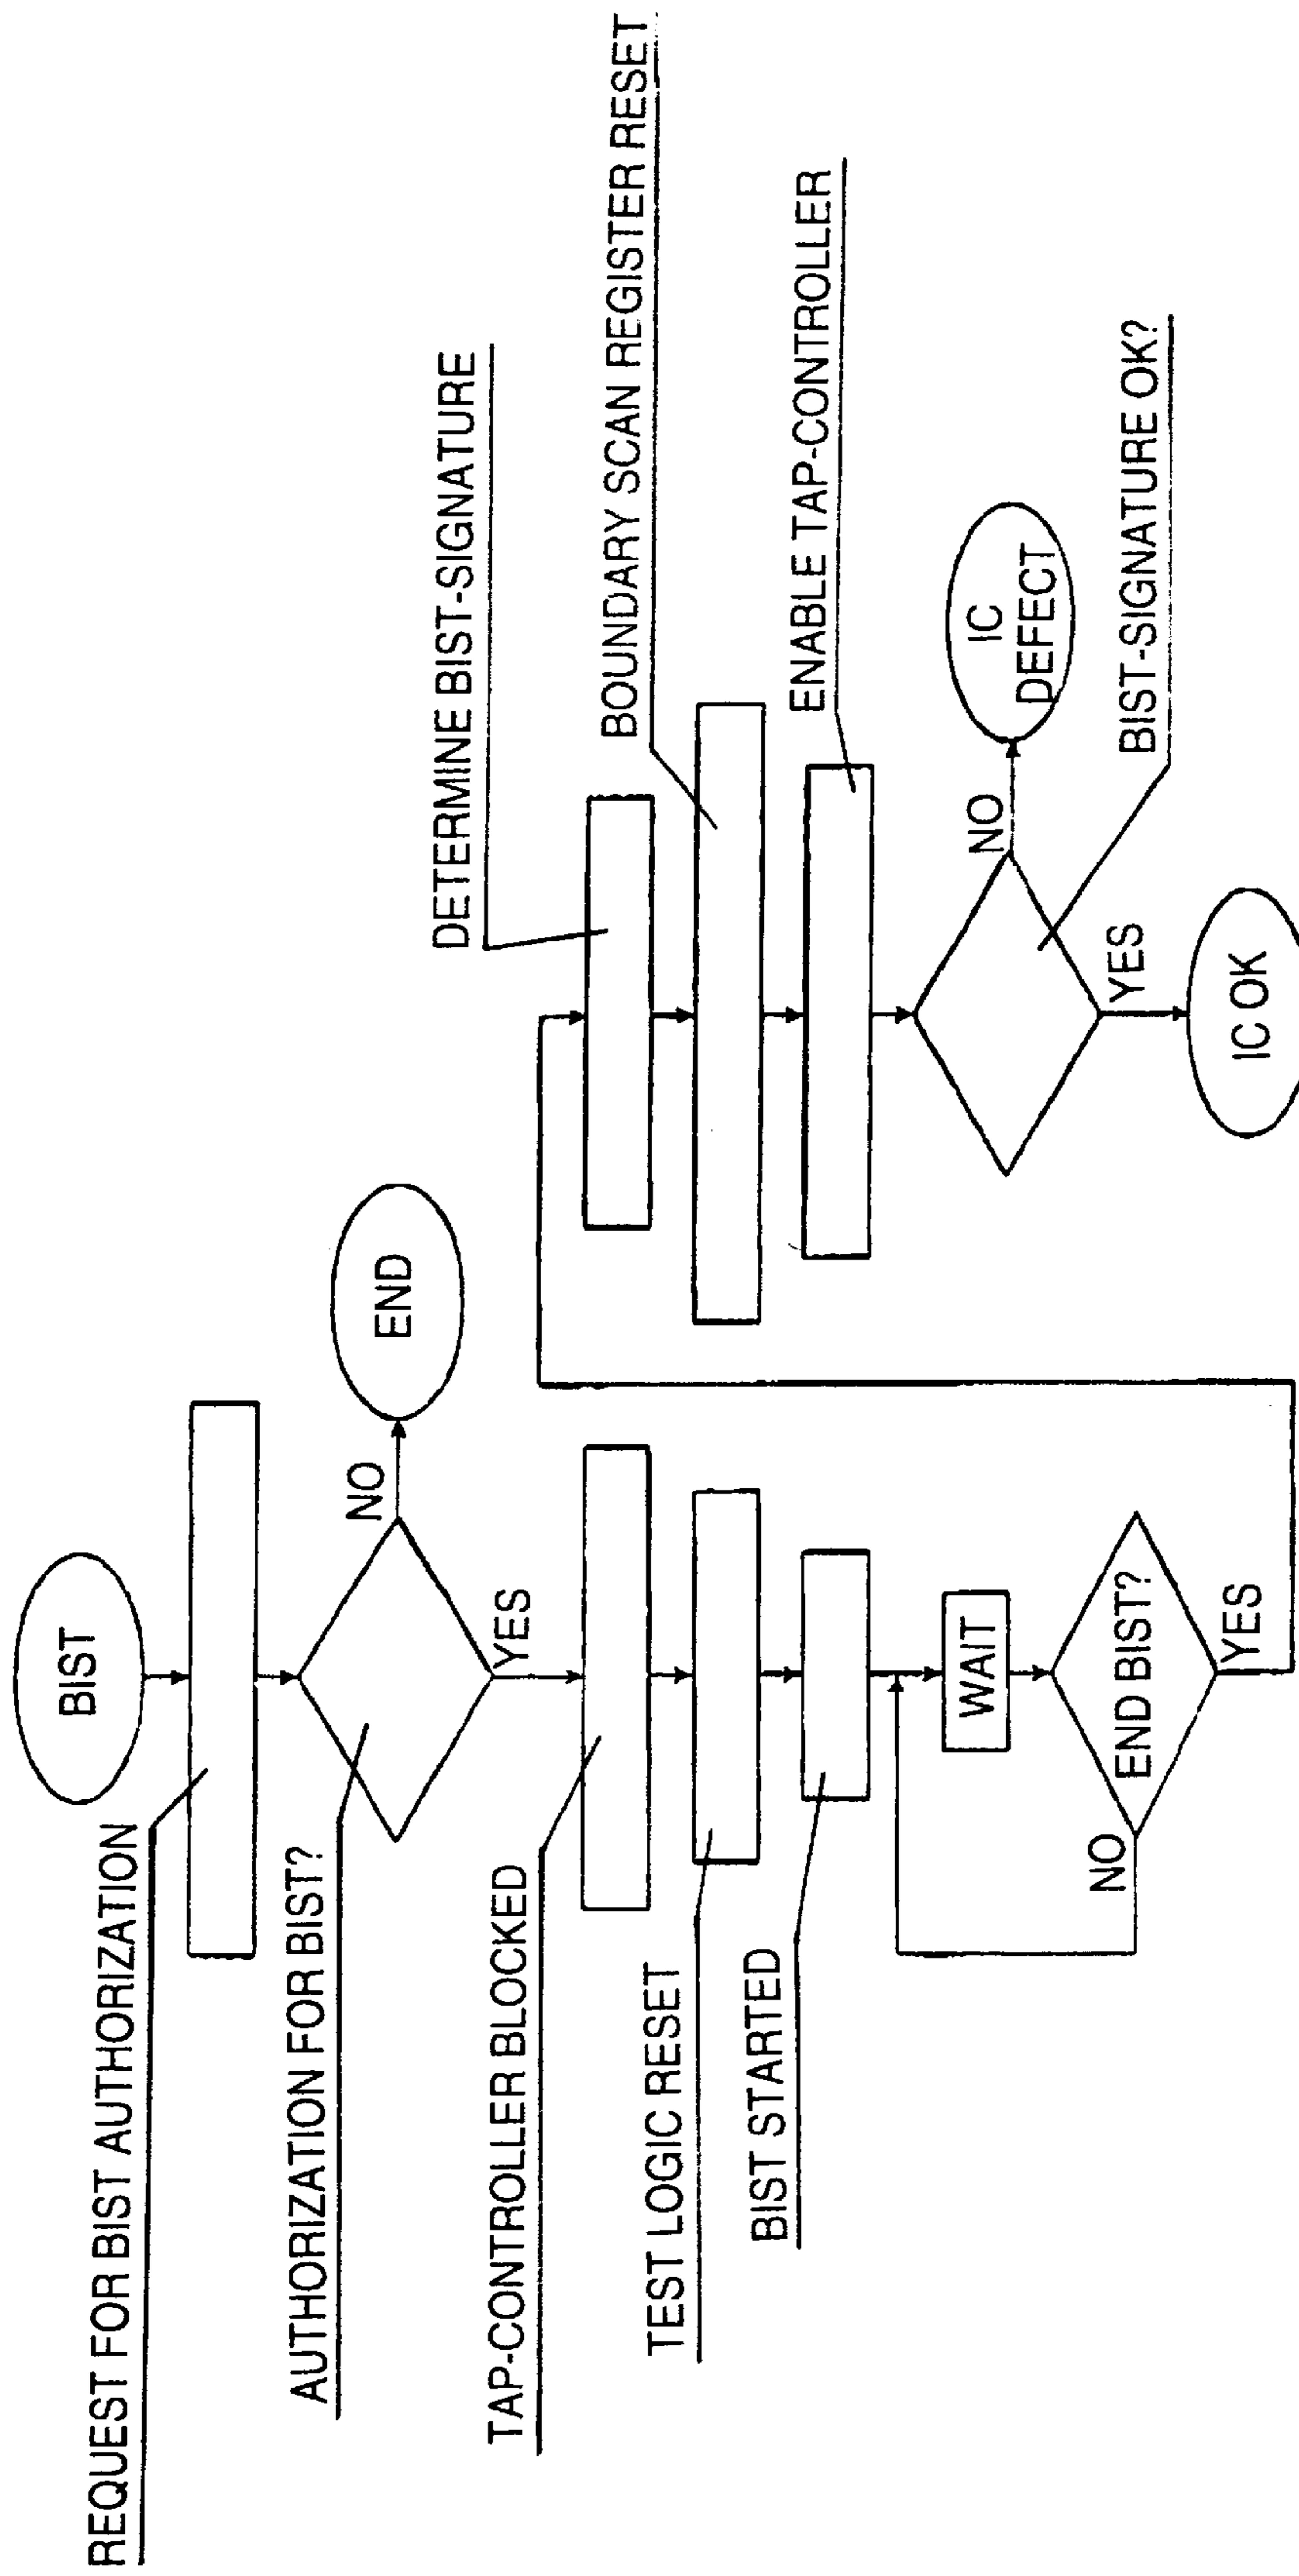 BIST
REQUEST FOR BIST AUTHORIZATION
AUTHORIZATION FOR BIST?
NO
END
YES
TAP-CONTROLLER BLOCKED
TEST LOGIC RESET
BIST STARTED
WAIT
END BIST?
NO
YES
DETERMINE BIST-SIGNATURE
BOUNDARY SCAN REGISTER RESET
ENABLE TAP-CONTROLLER
NO
IC
DEFECT
BIST-SIGNATURE OK?
YES
IC OK